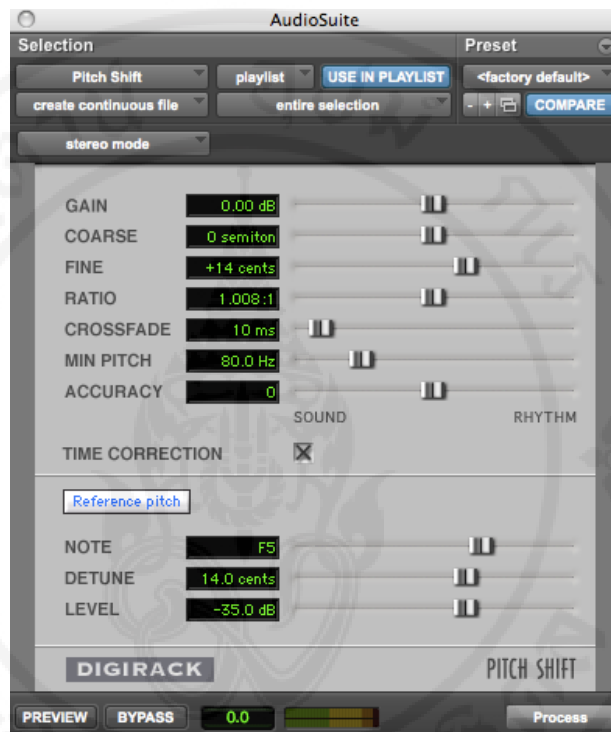 AudioSuite
Selection Preset
Pitch Shift playlist USE IN PLAYLIST <factory default>
create continuous file entire selection - + COMPARE
stereo mode
GAIN 0.00 dB
COARSE 0 semiton
FINE +14 cents
RATIO 1.008:1
CROSSFADE 10 ms
MIN PITCH 80.0 Hz
ACCURACY 0
SOUND RHYTHM
TIME CORRECTION
Reference pitch
NOTE F5
DETUNE 14.0 cents
LEVEL -35.0 dB
DIGIRACK PITCH SHIFT
PREVIEW BYPASS 0.0 Process